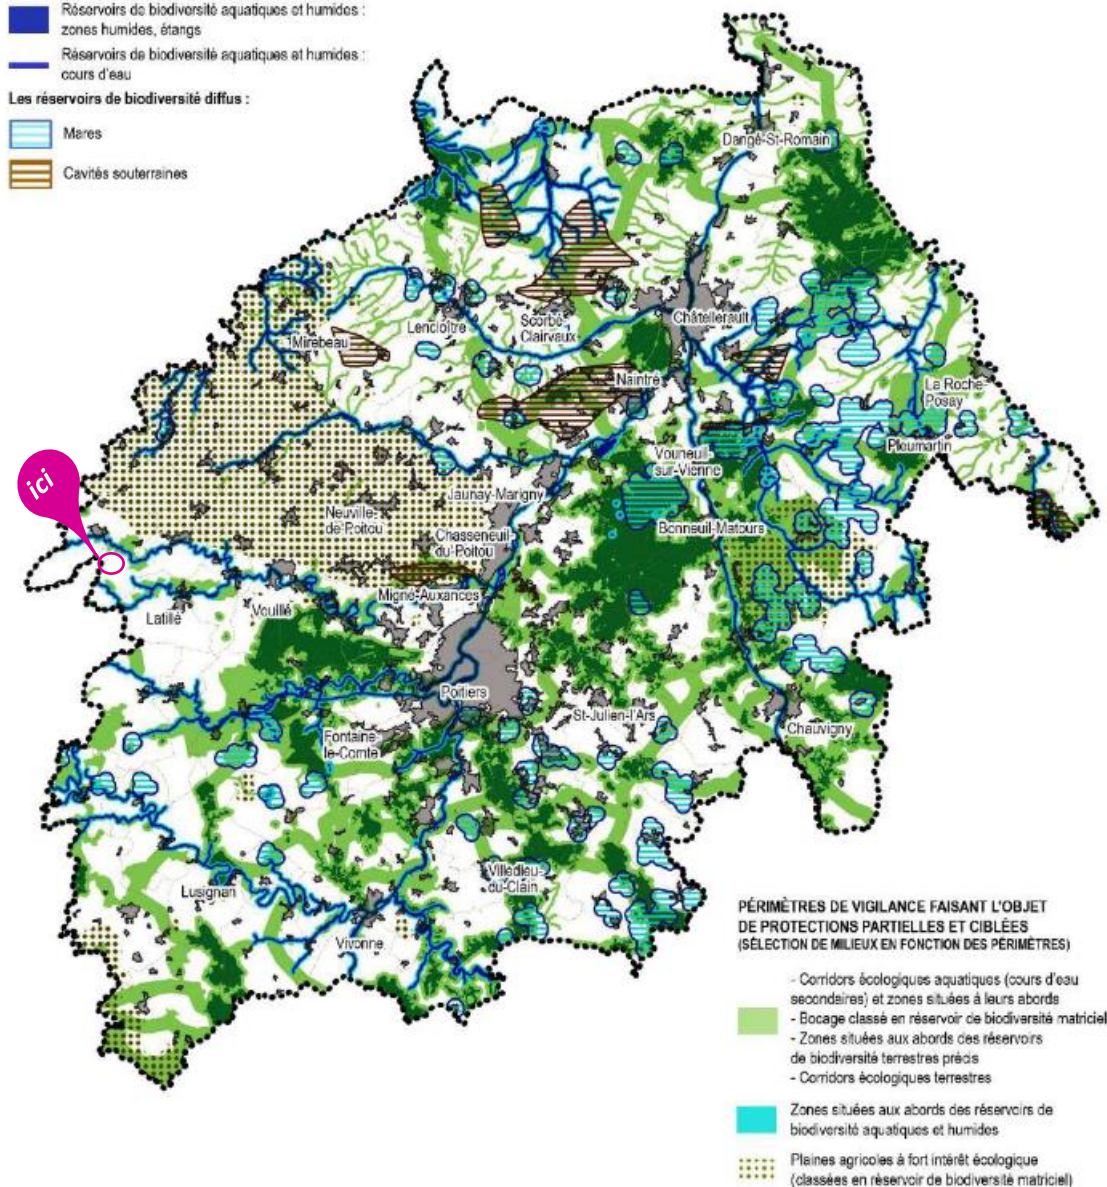 Réservoirs de biodiversité aquatiques et humides :
zones humides, étangs
Réservoirs de biodiversité aquatiques et humides :
cours d'eau
Les réservoirs de biodiversité diffus :
Mares
Cavités souterraines
Dangé-St-Romain
Châtellerault
Lencloître
Scorbé-
Clairvaux
Mirebeau
Naintré
La Roche-
Posay
Pleumartin
Vouneuil-
sur-Vienne
ici
Jaunay-Marigny
Neuville-
de-Poitou
Bonneuil-Matours
Chasseneuil-
du-Poitou
Migné-Auxances
Latillé
Vouillé
Poitiers
St-Julien-l'Ars
Chauvigny
Fontaine-
le-Comte
Villedieu-
du-Clain
Lusignan
Vivonne
PÉRIMÈTRES DE VIGILANCE FAISANT L'OBJET
DE PROTECTIONS PARTIELLES ET CIBLÉES
(SÉLECTION DE MILIEUX EN FONCTION DES PÉRIMÈTRES)
- Corridors écologiques aquatiques (cours d'eau
secondaires) et zones situées à leurs abords
- Bocage classé en réservoir de biodiversité matriciel
- Zones situées aux abords des réservoirs
de biodiversité terrestres précis
- Corridors écologiques terrestres
Zones situées aux abords des réservoirs de
biodiversité aquatiques et humides
Plaines agricoles à fort intérêt écologique
(classées en réservoir de biodiversité matriciel)